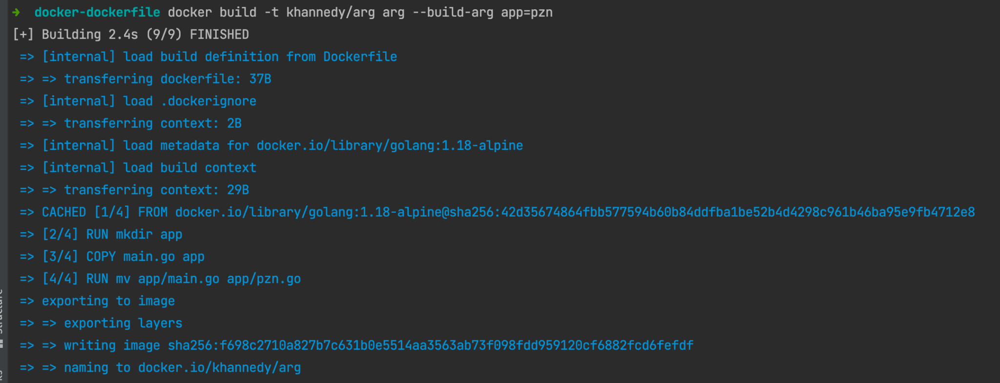 ➜  docker-dockerfile docker build -t khannedy/arg arg --build-arg app=pzn
[+] Building 2.4s (9/9) FINISHED
 => [internal] load build definition from Dockerfile
 => => transferring dockerfile: 37B
 => [internal] load .dockerignore
 => => transferring context: 2B
 => [internal] load metadata for docker.io/library/golang:1.18-alpine
 => [internal] load build context
 => => transferring context: 29B
 => CACHED [1/4] FROM docker.io/library/golang:1.18-alpine@sha256:42d35674864fbb577594b60b84ddfba1be52b4d4298c961b46ba95e9fb4712e8
 => [2/4] RUN mkdir app
 => [3/4] COPY main.go app
 => [4/4] RUN mv app/main.go app/pzn.go
 => exporting to image
 => => exporting layers
 => => writing image sha256:f698c2710a827b7c631b0e5514aa3563ab73f098fdd959120cf6882fcd6fefdf
 => => naming to docker.io/khannedy/arg
Structure